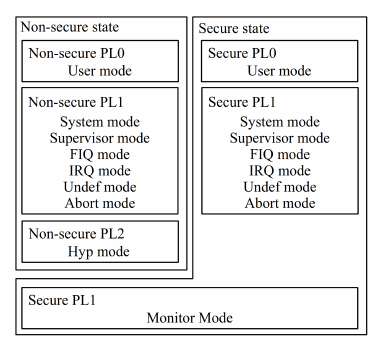 Non-secure state
Non-secure PL0
User mode
Non-secure PL1
System mode
Supervisor mode
FIQ mode
IRQ mode
Undef mode
Abort mode
Non-secure PL2
Hyp mode
Secure state
Secure PL0
User mode
Secure PL1
System mode
Supervisor mode
FIQ mode
IRQ mode
Undef mode
Abort mode
Secure PL1
Monitor Mode